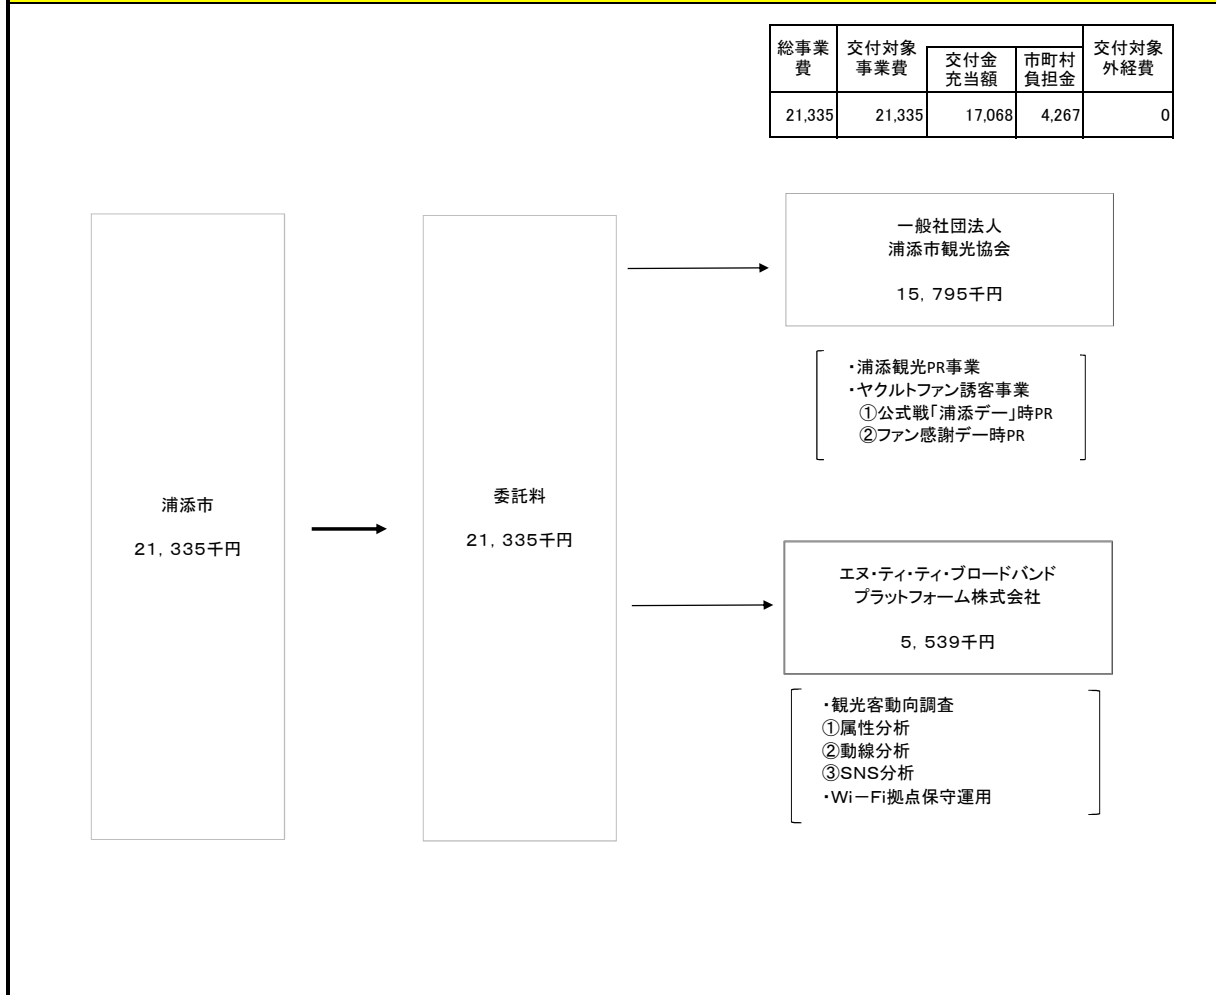 総事業
費
交付対象
事業費
交付金
充当額
市町村
負担金
交付対象
外経費
21,335
21,335
17,068
4,267
0
一般社団法人
浦添市観光協会
15，795千円
・浦添観光PR事業
・ヤクルトファン誘客事業
①公式戦「浦添デー」時PR
②ファン感謝デー時PR
浦添市
21，335千円
委託料
21，335千円
エヌ・ティ・ティ・ブロードバンド
プラットフォーム株式会社
5，539千円
・観光客動向調査
①属性分析
②動線分析
③SNS分析
・Wi－Fi拠点保守運用